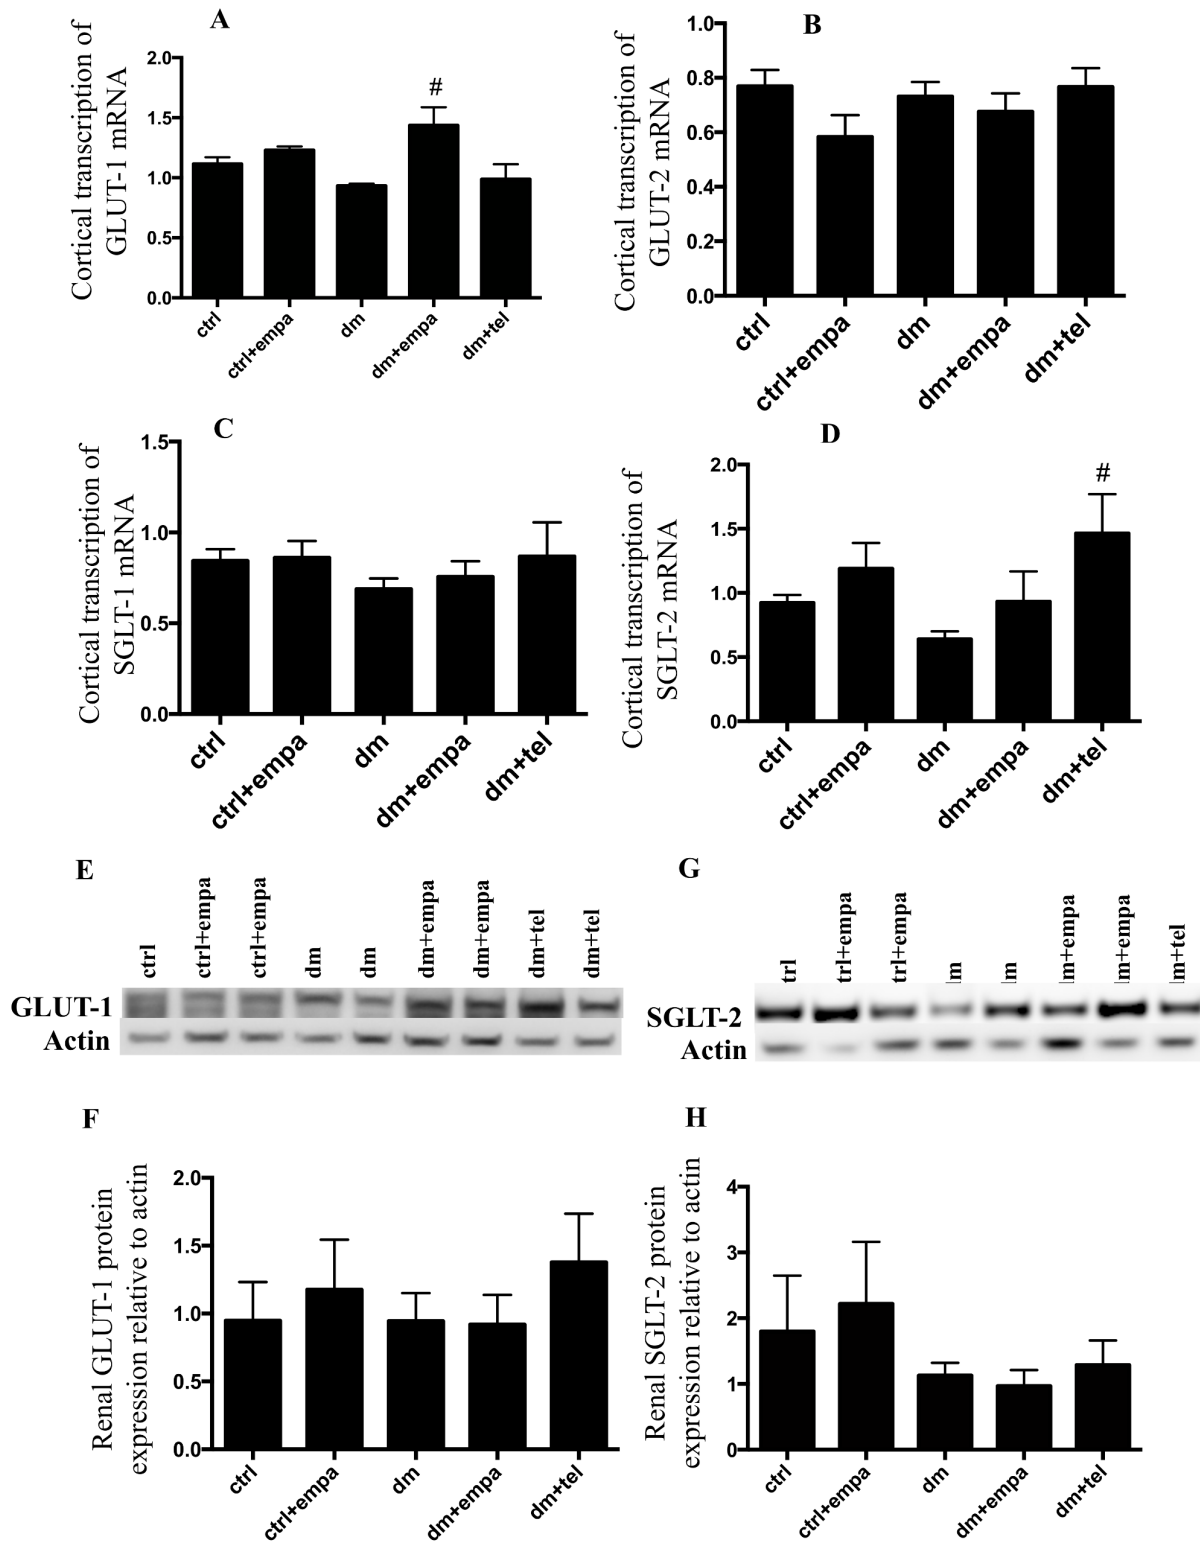 A
Cortical transcription of
GLUT-1 mRNA
2.0
1.5
1.0
0.5
0.0
#
ctrl
ctrl+empa
dm
dm+empa
dm+tel
B
Cortical transcription of
GLUT-2 mRNA
1.0
0.8
0.6
0.4
0.2
0.0
ctrl
ctrl+empa
dm
dm+empa
dm+tel
C
Cortical transcription of
SGLT-1 mRNA
1.5
1.0
0.5
0.0
ctrl
ctrl+empa
dm
dm+empa
dm+tel
D
Cortical transcription of
SGLT-2 mRNA
2.0
1.5
1.0
0.5
0.0
#
ctrl
ctrl+empa
dm
dm+empa
dm+tel
E
ctrl
ctrl+empa
ctrl+empa
dm
dm
dm+empa
dm+empa
dm+tel
dm+tel
GLUT-1
Actin
G
trl
trl+empa
trl+empa
m
m
m+empa
m+empa
m+tel
SGLT-2
Actin
F
Renal GLUT-1 protein
expression relative to actin
2.0
1.5
1.0
0.5
0.0
ctrl
ctrl+empa
dm
dm+empa
dm+tel
H
Renal SGLT-2 protein
expression relative to actin
4
3
2
1
0
ctrl
ctrl+empa
dm
dm+empa
dm+tel